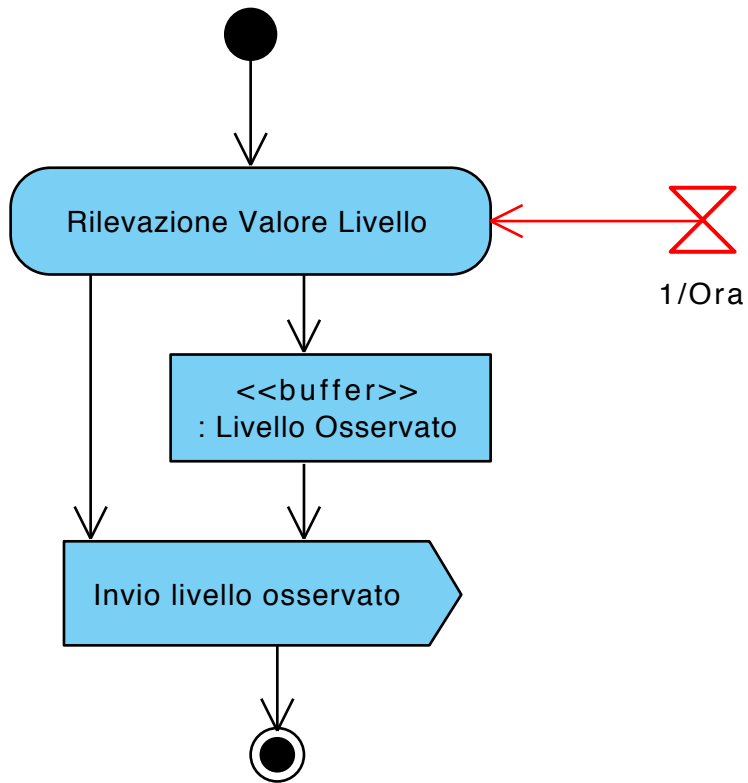 Rilevazione Valore Livello
1/Ora
<<buffer>>
: Livello Osservato
Invio livello osservato